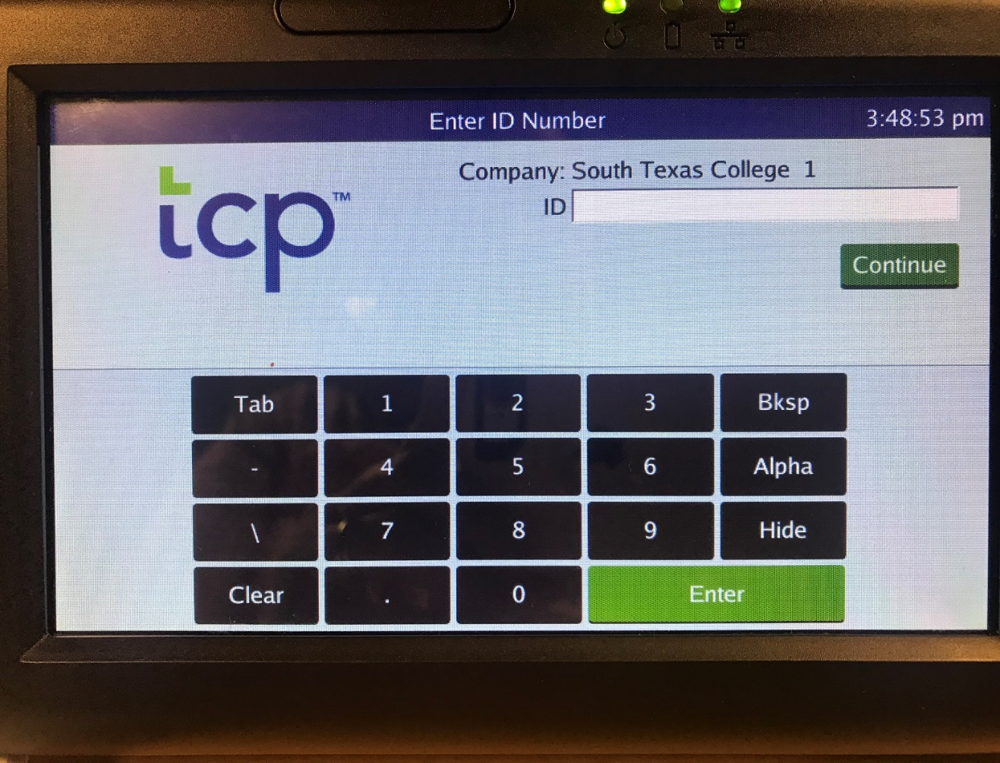 Enter ID Number 3:48:53 pm
tcp™
Company: South Texas College 1
ID
Continue
Tab 1 2 3 Bksp
- 4 5 6 Alpha
\ 7 8 9 Hide
Clear . 0 Enter